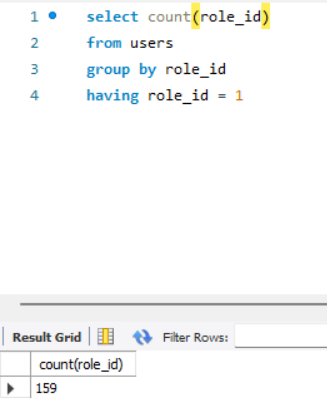 1 select count(role_id)
2 from users
3 group by role_id
4 having role_id = 1
Result Grid Filter Rows:
count(role_id)
159